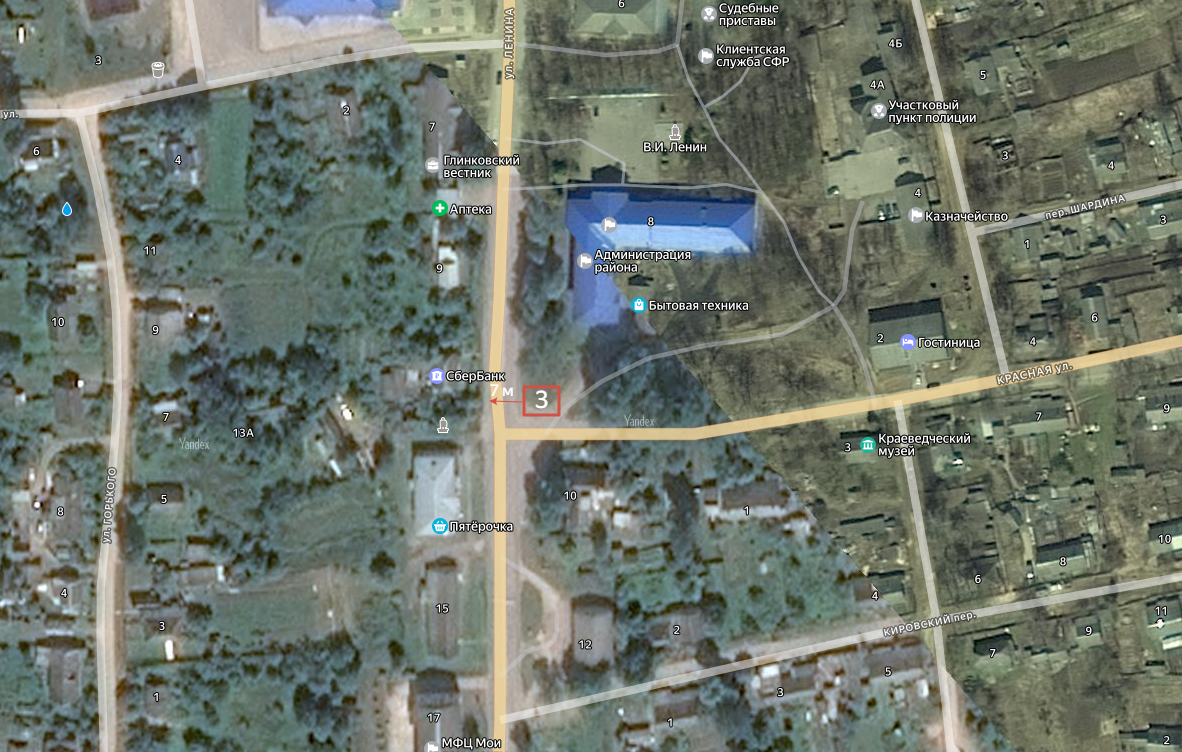 6
Судебные
приставы
ул. ЛЕНИНА
4Б
Клиентская
служба СФР
3
5
4А
Участковый
пункт полиции
2
ул.
7
В.И. Ленин
6
4
Глинковский
вестник
3
4
4
Аптека
8
Казначейство
пер. ШАРДИНА
3
1
11
Администрация
района
9
Бытовая техника
10
9
6
2
Гостиница
4
СберБанк
КРАСНАЯ ул.
7 м
3
Yandex
7
9
7
13А
Yandex
3
Краеведческий
музей
ул. ГОРЬКОГО
5
10
1
8
Пятёрочка
10
8
6
4
4
15
КИРОВСКИЙ пер.
11
3
2
9
12
7
5
3
1
17
1
МФЦ Мои
2